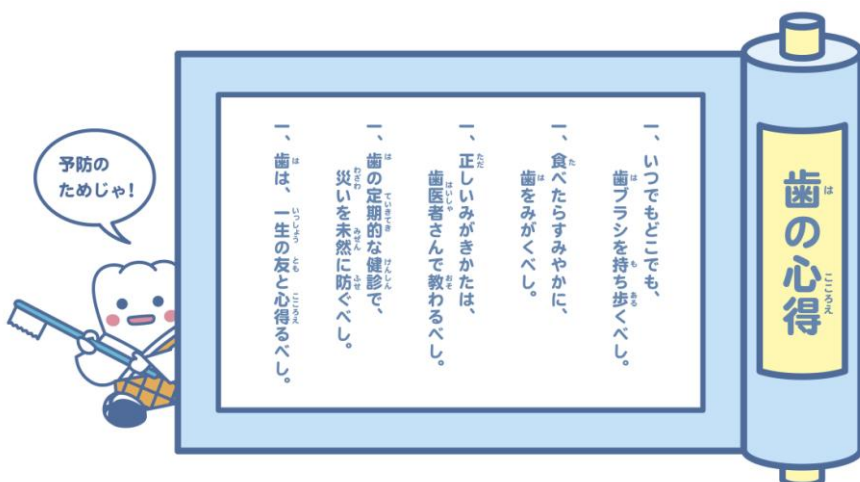 歯の心得
一、いつでもどこでも、
歯ブラシを持ち歩くべし。
一、食べたらすみやかに、
歯をみがくべし。
一、正しいみがきかたは、
歯医者さんで教わるべし。
一、歯の定期的な健診で、
災いを未然に防ぐべし。
一、歯は、一生の友と心得るべし。
予防の
ためじゃ!